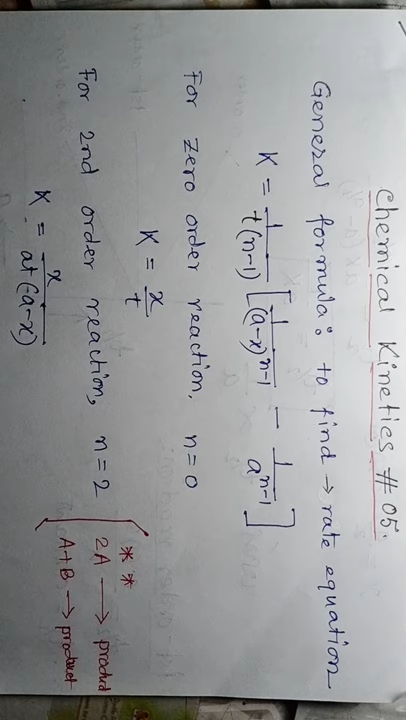 Chemical Kinetics # 05.
General formula: to find → rate equation
K = 1/t(n-1) [1/(a-x)^n-1 - 1/a^n-1]
For zero order reaction, n=0
K = x/t
For 2nd order reaction, n=2
K = x/at(a-x)
**
2A → product
A+B → product